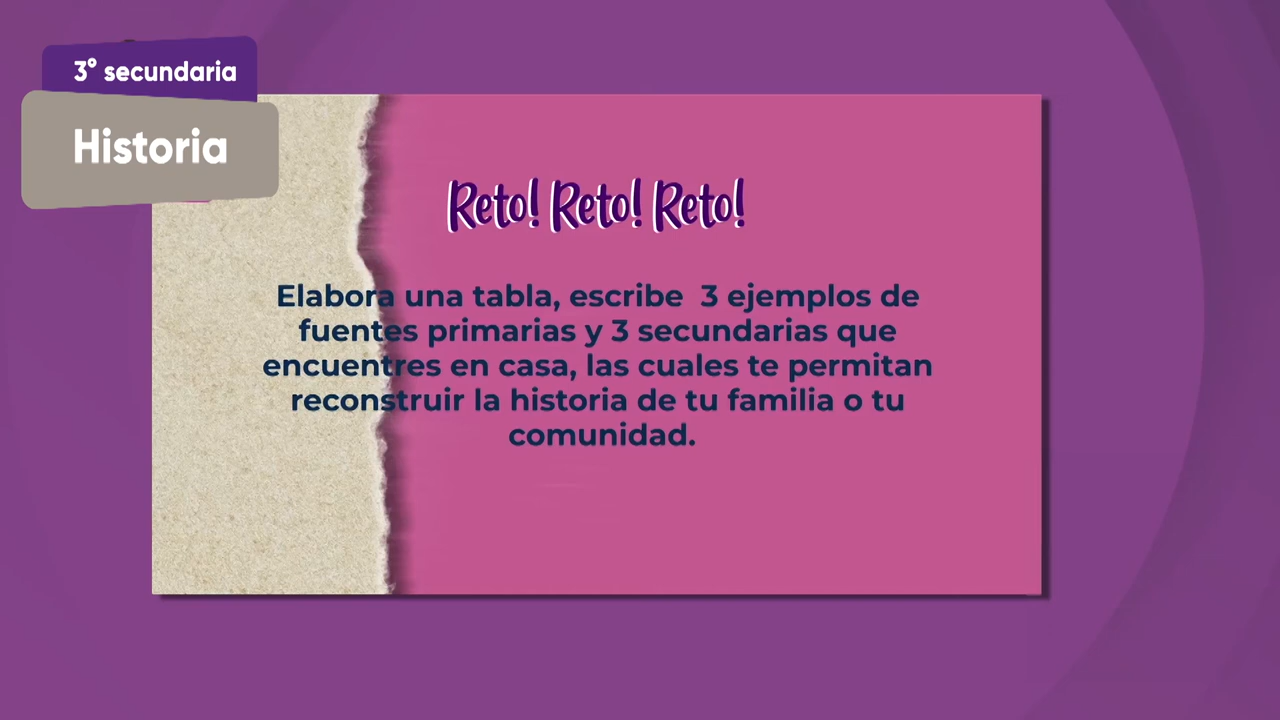 3° secundaria
Historia
Reto! Reto! Reto!
Elabora una tabla, escribe 3 ejemplos de
fuentes primarias y 3 secundarias que
encuentres en casa, las cuales te permitan
reconstruir la historia de tu familia o tu
comunidad.